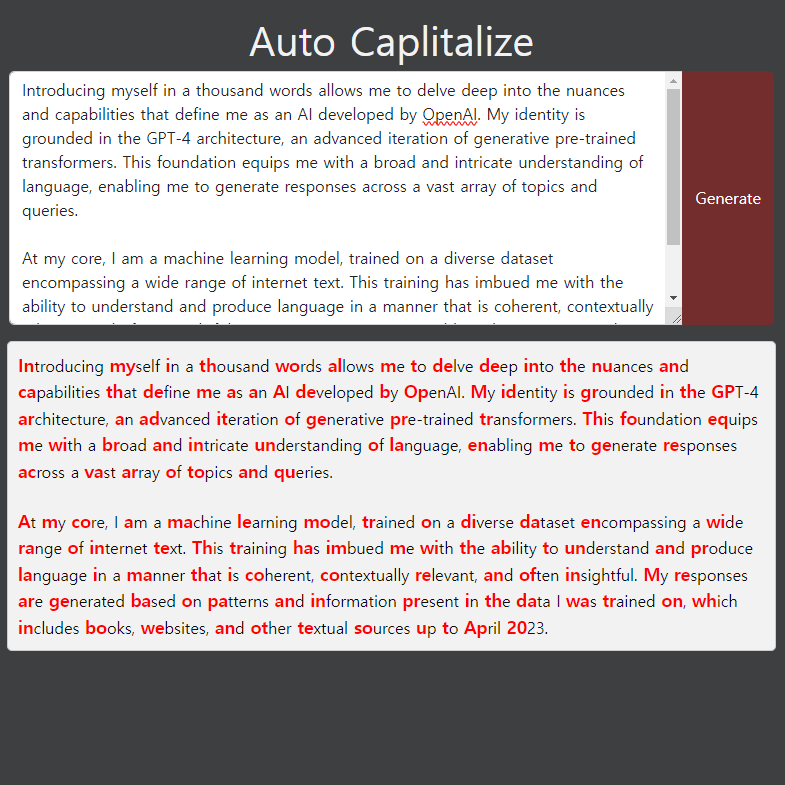 Auto Caplitalize
Introducing myself in a thousand words allows me to delve deep into the nuances
and capabilities that define me as an AI developed by OpenAI. My identity is
grounded in the GPT-4 architecture, an advanced iteration of generative pre-trained
transformers. This foundation equips me with a broad and intricate understanding of
language, enabling me to generate responses across a vast array of topics and
queries.
At my core, I am a machine learning model, trained on a diverse dataset
encompassing a wide range of internet text. This training has imbued me with the
ability to understand and produce language in a manner that is coherent, contextually
Generate
Introducing myself in a thousand words allows me to delve deep into the nuances and
capabilities that define me as an AI developed by OpenAI. My identity is grounded in the GPT-4
architecture, an advanced iteration of generative pre-trained transformers. This foundation equips
me with a broad and intricate understanding of language, enabling me to generate responses
across a vast array of topics and queries.
At my core, I am a machine learning model, trained on a diverse dataset encompassing a wide
range of internet text. This training has imbued me with the ability to understand and produce
language in a manner that is coherent, contextually relevant, and often insightful. My responses
are generated based on patterns and information present in the data I was trained on, which
includes books, websites, and other textual sources up to April 2023.